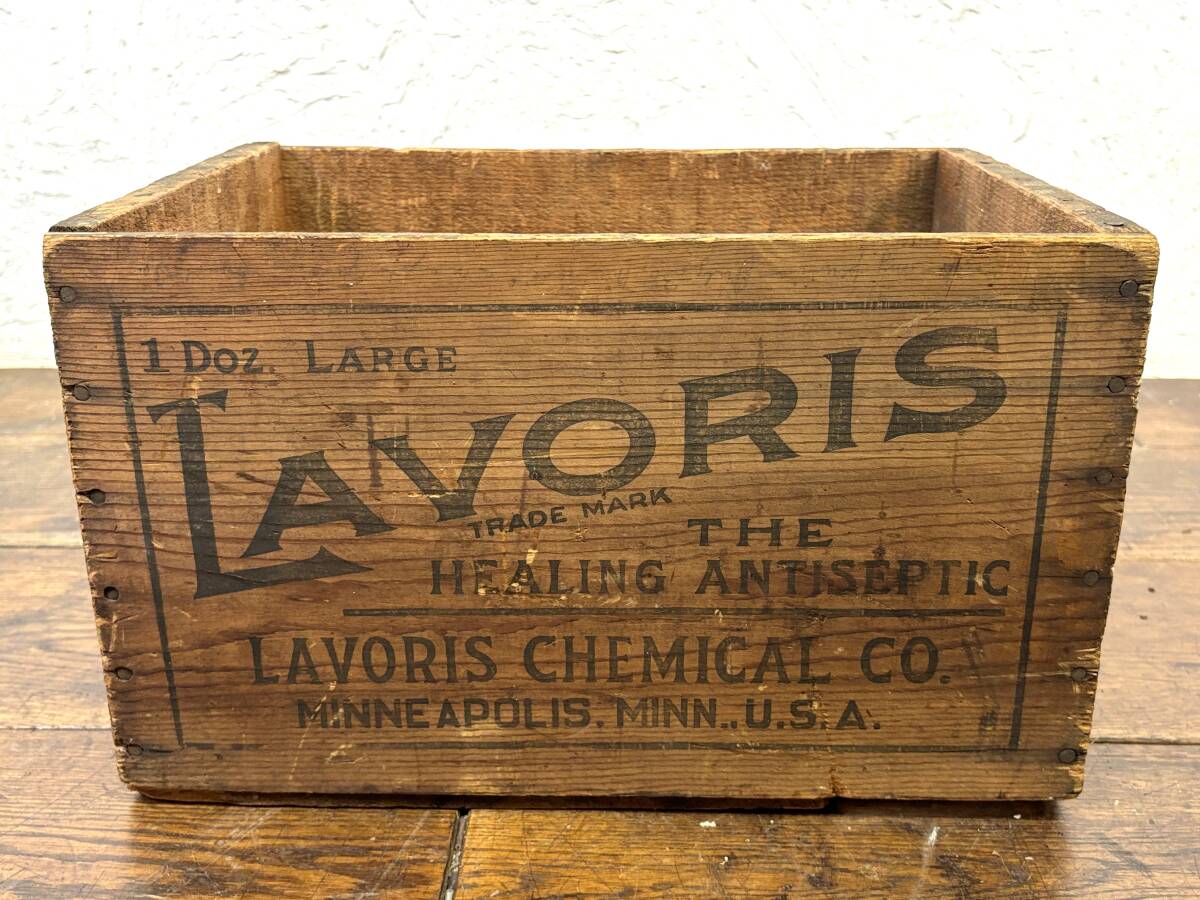 1 Doz. Large
LAVORIS
TRADE MARK
THE
HEALING ANTISEPTIC
LAVORIS CHEMICAL CO.
MINNEAPOLIS. MINN., U.S.A.